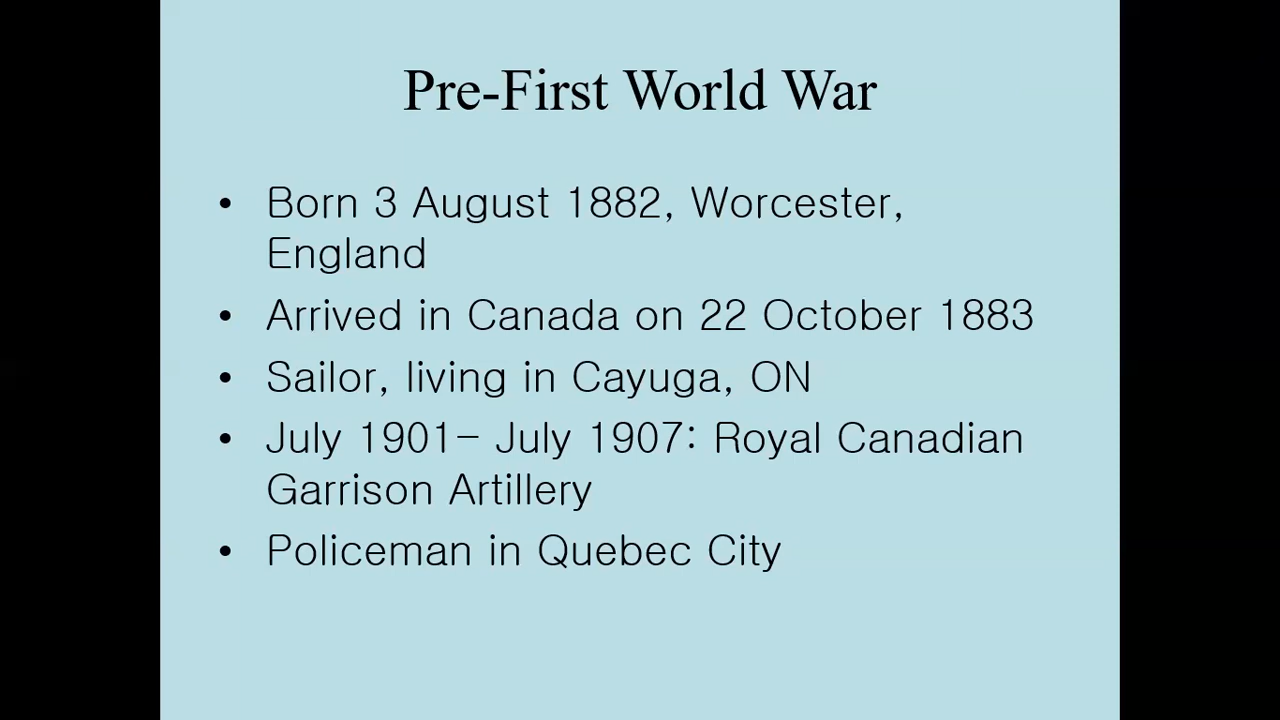 Pre-First World War
• Born 3 August 1882, Worcester,
England
• Arrived in Canada on 22 October 1883
• Sailor, living in Cayuga, ON
• July 1901– July 1907: Royal Canadian
Garrison Artillery
• Policeman in Quebec City